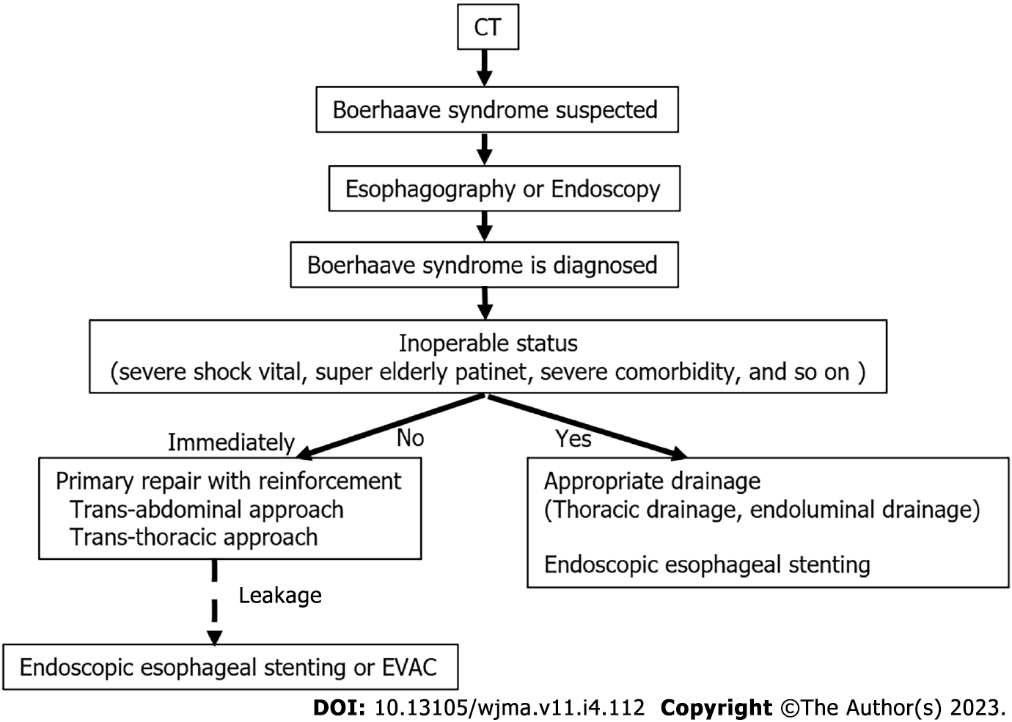 CT
Boerhaave syndrome suspected
Esophagography or Endoscopy
Boerhaave syndrome is diagnosed
Inoperable status
(severe shock vital, super elderly patinet, severe comorbidity, and so on )
Immediately
No
Yes
Primary repair with reinforcement
Trans-abdominal approach
Trans-thoracic approach
Appropriate drainage
(Thoracic drainage, endoluminal drainage)
Endoscopic esophageal stenting
Leakage
Endoscopic esophageal stenting or EVAC
DOI: 10.13105/wjma.v11.i4.112 Copyright ©The Author(s) 2023.